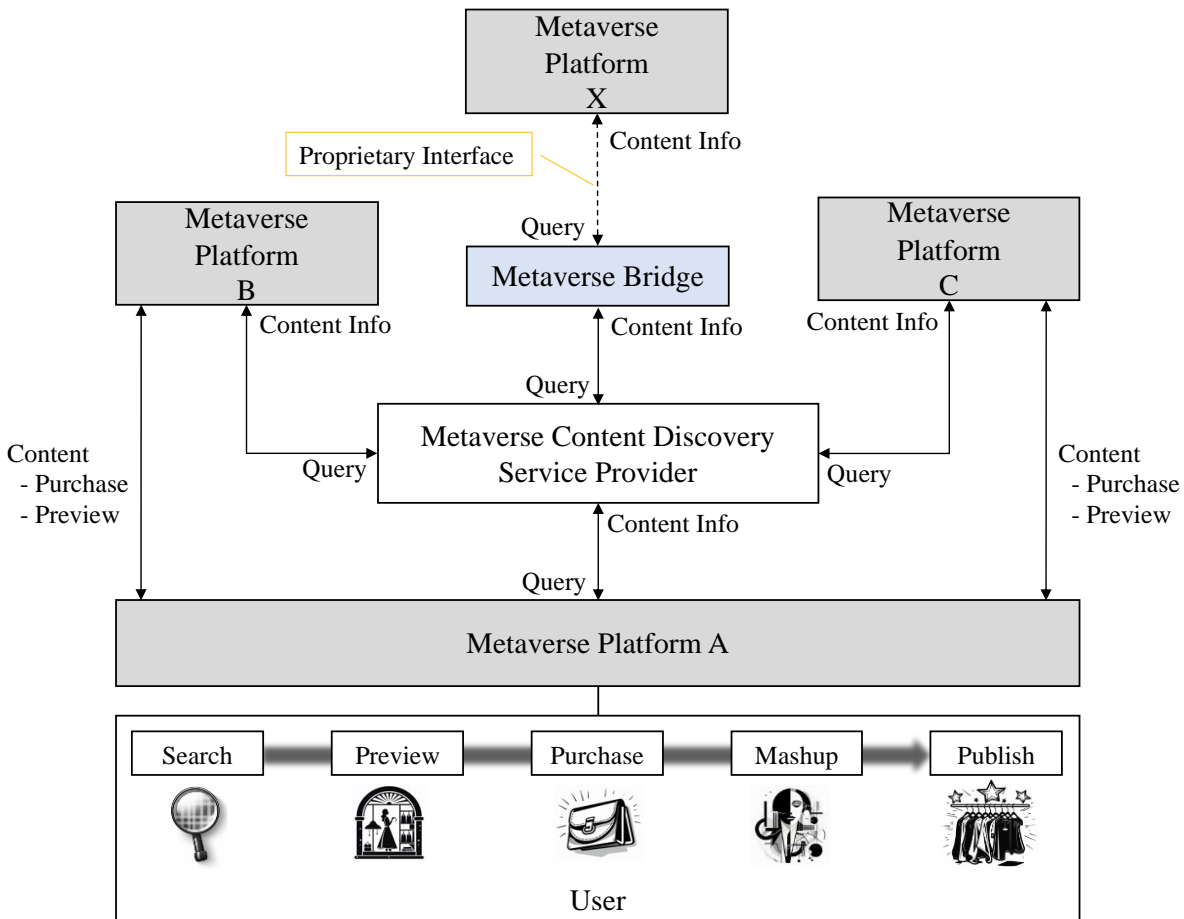 Metaverse
Platform
X
Content Info
Proprietary Interface
Query
Metaverse
Platform
B
Metaverse Bridge
Metaverse
Platform
C
Content Info
Content Info
Content Info
Query
Metaverse Content Discovery
Service Provider
Query
Query
Content
- Purchase
- Preview
Content
- Purchase
- Preview
Content Info
Query
Metaverse Platform A
Search
Preview
Purchase
Mashup
Publish
User